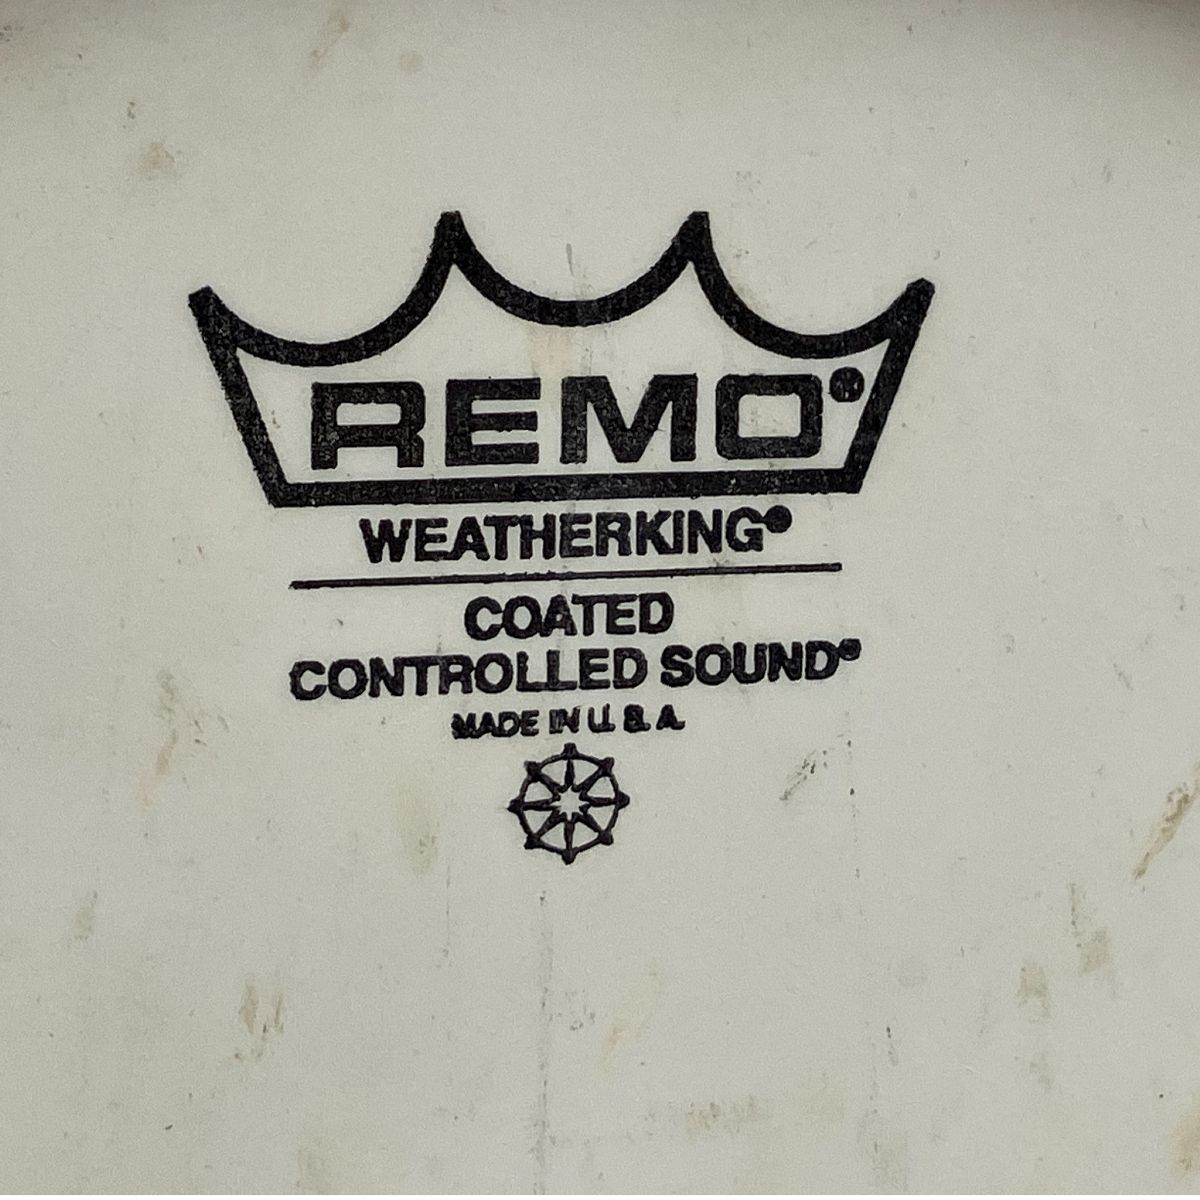 REMO®
WEATHERKING®
COATED
CONTROLLED SOUND®
MADE IN U.S.A.